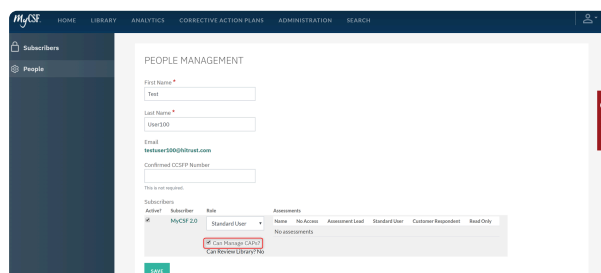 MyCSF. HOME LIBRARY ANALYTICS CORRECTIVE ACTION PLANS ADMINISTRATION SEARCH
Subscribers
People
PEOPLE MANAGEMENT
First Name *
Test
Last Name *
User100
Email
testuser100@hitrust.com
Confirmed CCSFP Number
This is not required.
Subscribers
Active? Subscriber Role Assessments
MyCSF 2.0 Standard User Name No Access Assessment Lead Standard User Customer Respondent Read Only
No assessments
Can Manage CAPs?
Can Review Library? No
SAVE